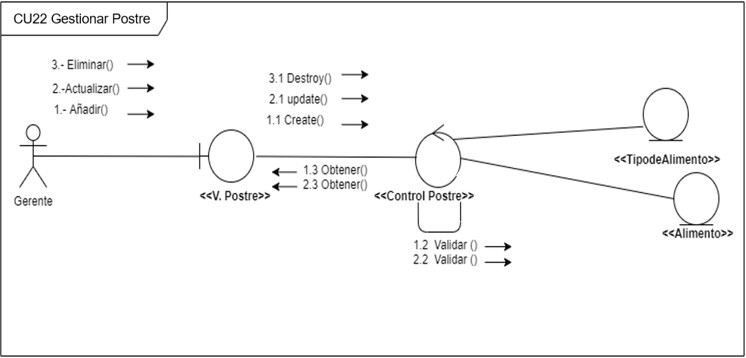 CU22 Gestionar Postre
3.- Eliminar()
2.-Actualizar()
1.- Añadir()
3.1 Destroy()
2.1 update()
1.1 Create()
1.3 Obtener()
2.3 Obtener()
Gerente
<<V. Postre>>
<<Control Postre>>
<<TipodeAlimento>>
<<Alimento>>
1.2 Validar ()
2.2 Validar ()